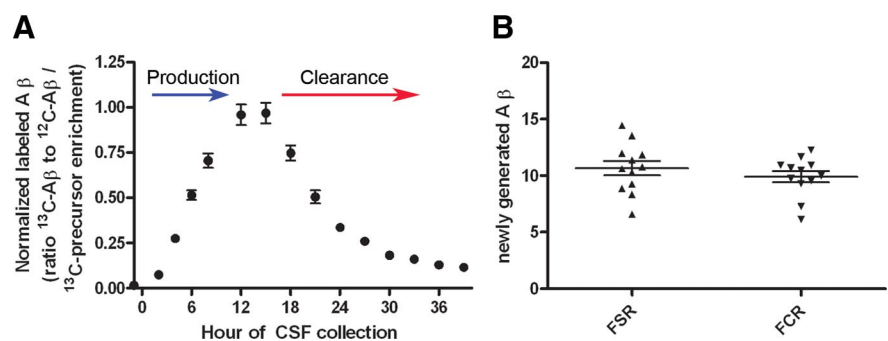 A
Normalized labeled A β
(ratio ¹³C-Aβ to ¹²C-Aβ /
¹³C-precursor enrichment)
1.25
1.00
0.75
0.50
0.25
0.00
Production
Clearance
0 6 12 18 24 30 36
Hour of CSF collection
B
newly generated A β
20
15
10
5
0
FSR
FCR